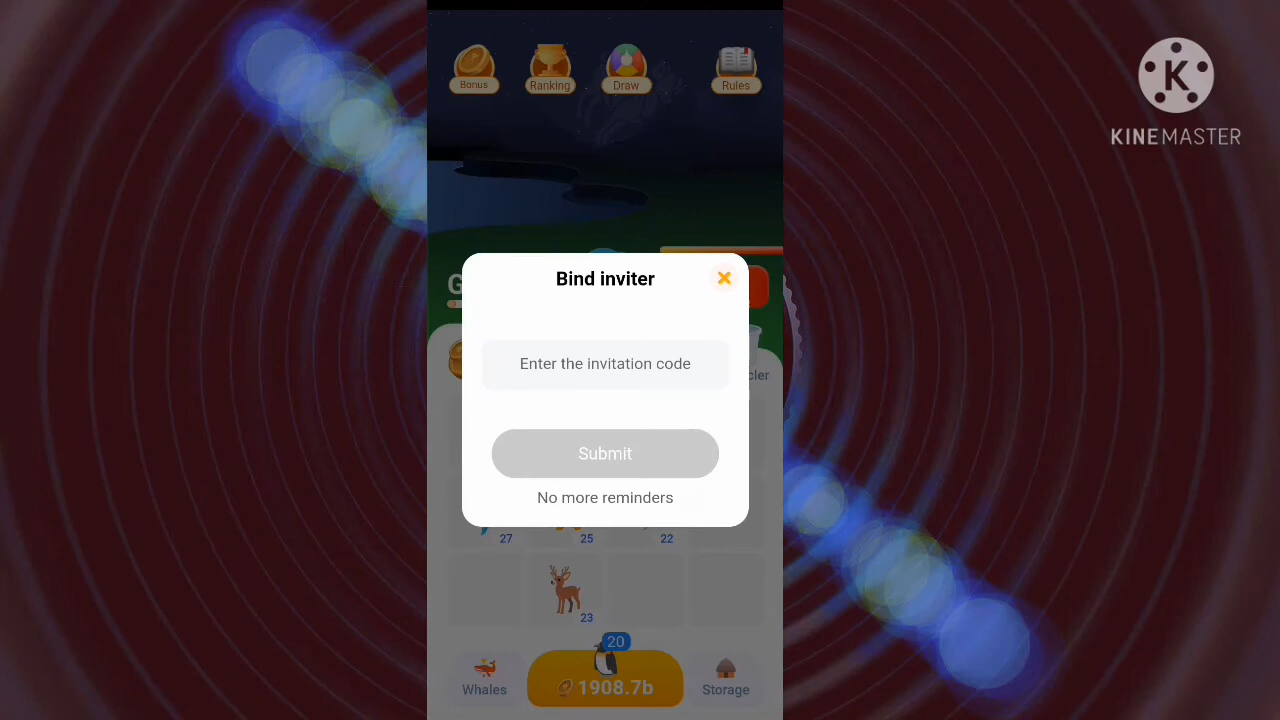 Bonus
Ranking
Draw
Rules
K
KINEMASTER
Bind inviter
G
Enter the invitation code
cler
Submit
No more reminders
27
25
22
23
20
Whales
1908.7b
Storage